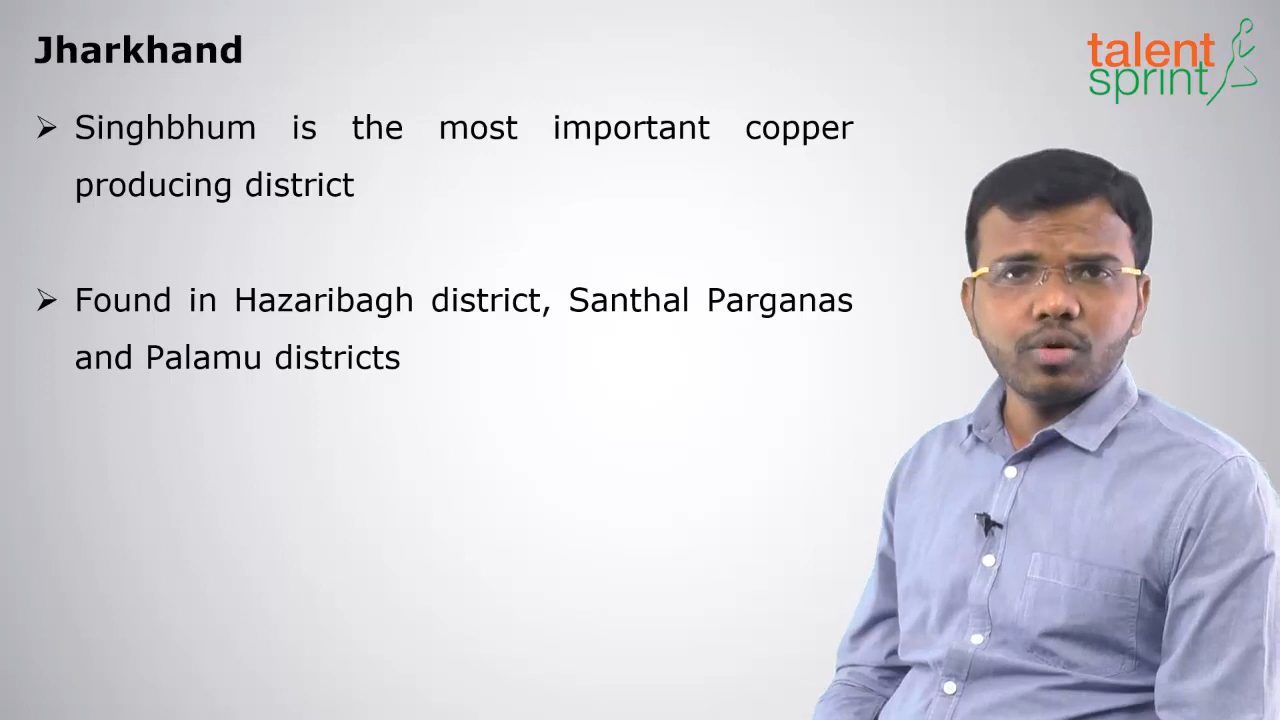 Jharkhand
talent
sprint
➢ Singhbhum is the most important copper
producing district
➢ Found in Hazaribagh district, Santhal Parganas
and Palamu districts